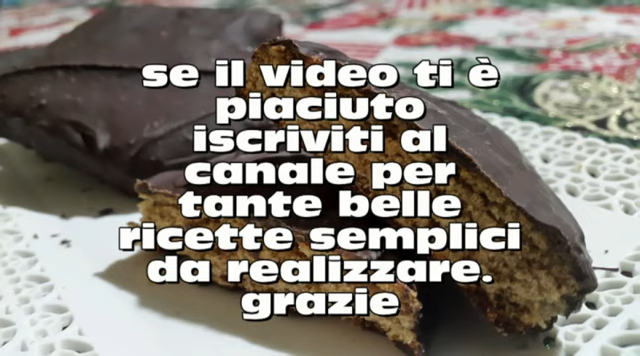 se il video ti è
piaciuto
iscriviti al
canale per
tante belle
ricette semplici
da realizzare.
grazie